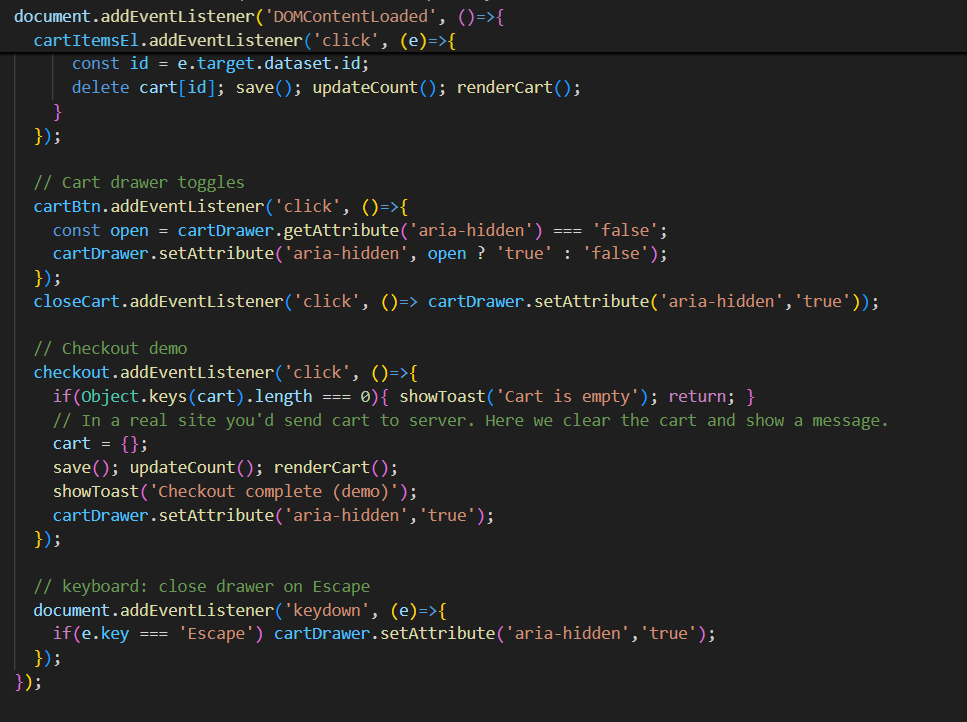 document.addEventListener('DOMContentLoaded', ()=>{
  cartItemsEl.addEventListener('click', (e)=>{
      const id = e.target.dataset.id;
      delete cart[id]; save(); updateCount(); renderCart();
    }
  });

  // Cart drawer toggles
  cartBtn.addEventListener('click', ()=>{
    const open = cartDrawer.getAttribute('aria-hidden') === 'false';
    cartDrawer.setAttribute('aria-hidden', open ? 'true' : 'false');
  });
  closeCart.addEventListener('click', ()=> cartDrawer.setAttribute('aria-hidden','true'));

  // Checkout demo
  checkout.addEventListener('click', ()=>{
    if(Object.keys(cart).length === 0){ showToast('Cart is empty'); return; }
    // In a real site you'd send cart to server. Here we clear the cart and show a message.
    cart = {};
    save(); updateCount(); renderCart();
    showToast('Checkout complete (demo)');
    cartDrawer.setAttribute('aria-hidden','true');
  });

  // keyboard: close drawer on Escape
  document.addEventListener('keydown', (e)=>{
    if(e.key === 'Escape') cartDrawer.setAttribute('aria-hidden','true');
  });
});